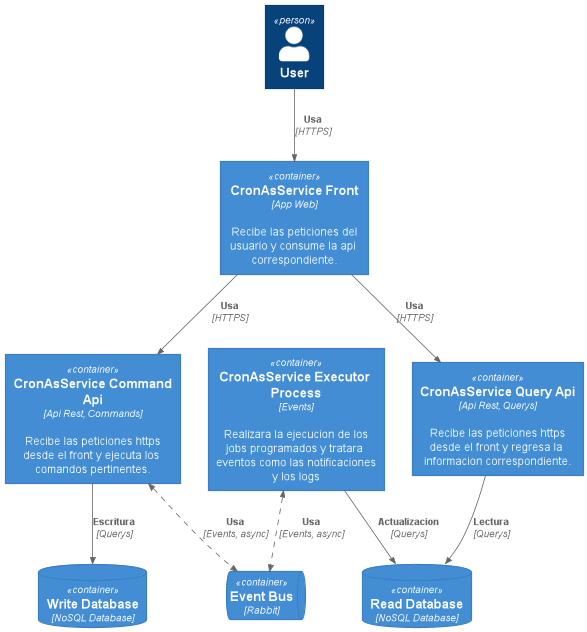 «person»
User
Usa
[HTTPS]
«container»
CronAsService Front
[App Web]
Recibe las peticiones del
usuario y consume la api
correspondiente.
Usa
[HTTPS]
Usa
[HTTPS]
«container»
CronAsService Command
Api
[Api Rest, Commands]
Recibe las peticiones https
desde el front y ejecuta los
comandos pertinentes.
«container»
CronAsService Executor
Process
[Events]
Realizara la ejecucion de los
jobs programados y tratara
eventos como las notificaciones
y los logs
«container»
CronAsService Query Api
[Api Rest, Querys]
Recibe las peticiones https
desde el front y regresa la
informacion correspondiente.
Escritura
[Querys]
Usa
[Events, async]
Usa
[Events, async]
Actualizacion
[Querys]
Lectura
[Querys]
«container»
Write Database
[NoSQL Database]
«container»
Event Bus
[Rabbit]
«container»
Read Database
[NoSQL Database]